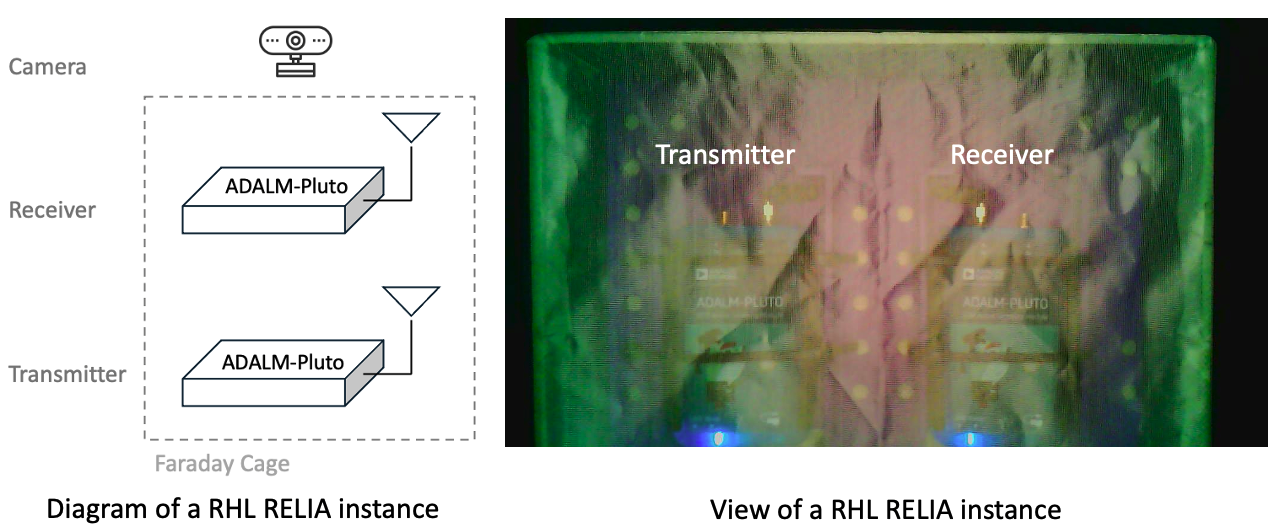 Camera
Receiver
Transmitter
ADALM-Pluto
ADALM-Pluto
Faraday Cage
Diagram of a RHL RELIA instance
Transmitter
Receiver
ADALM-PLUTO
ADALM-PLUTO
View of a RHL RELIA instance